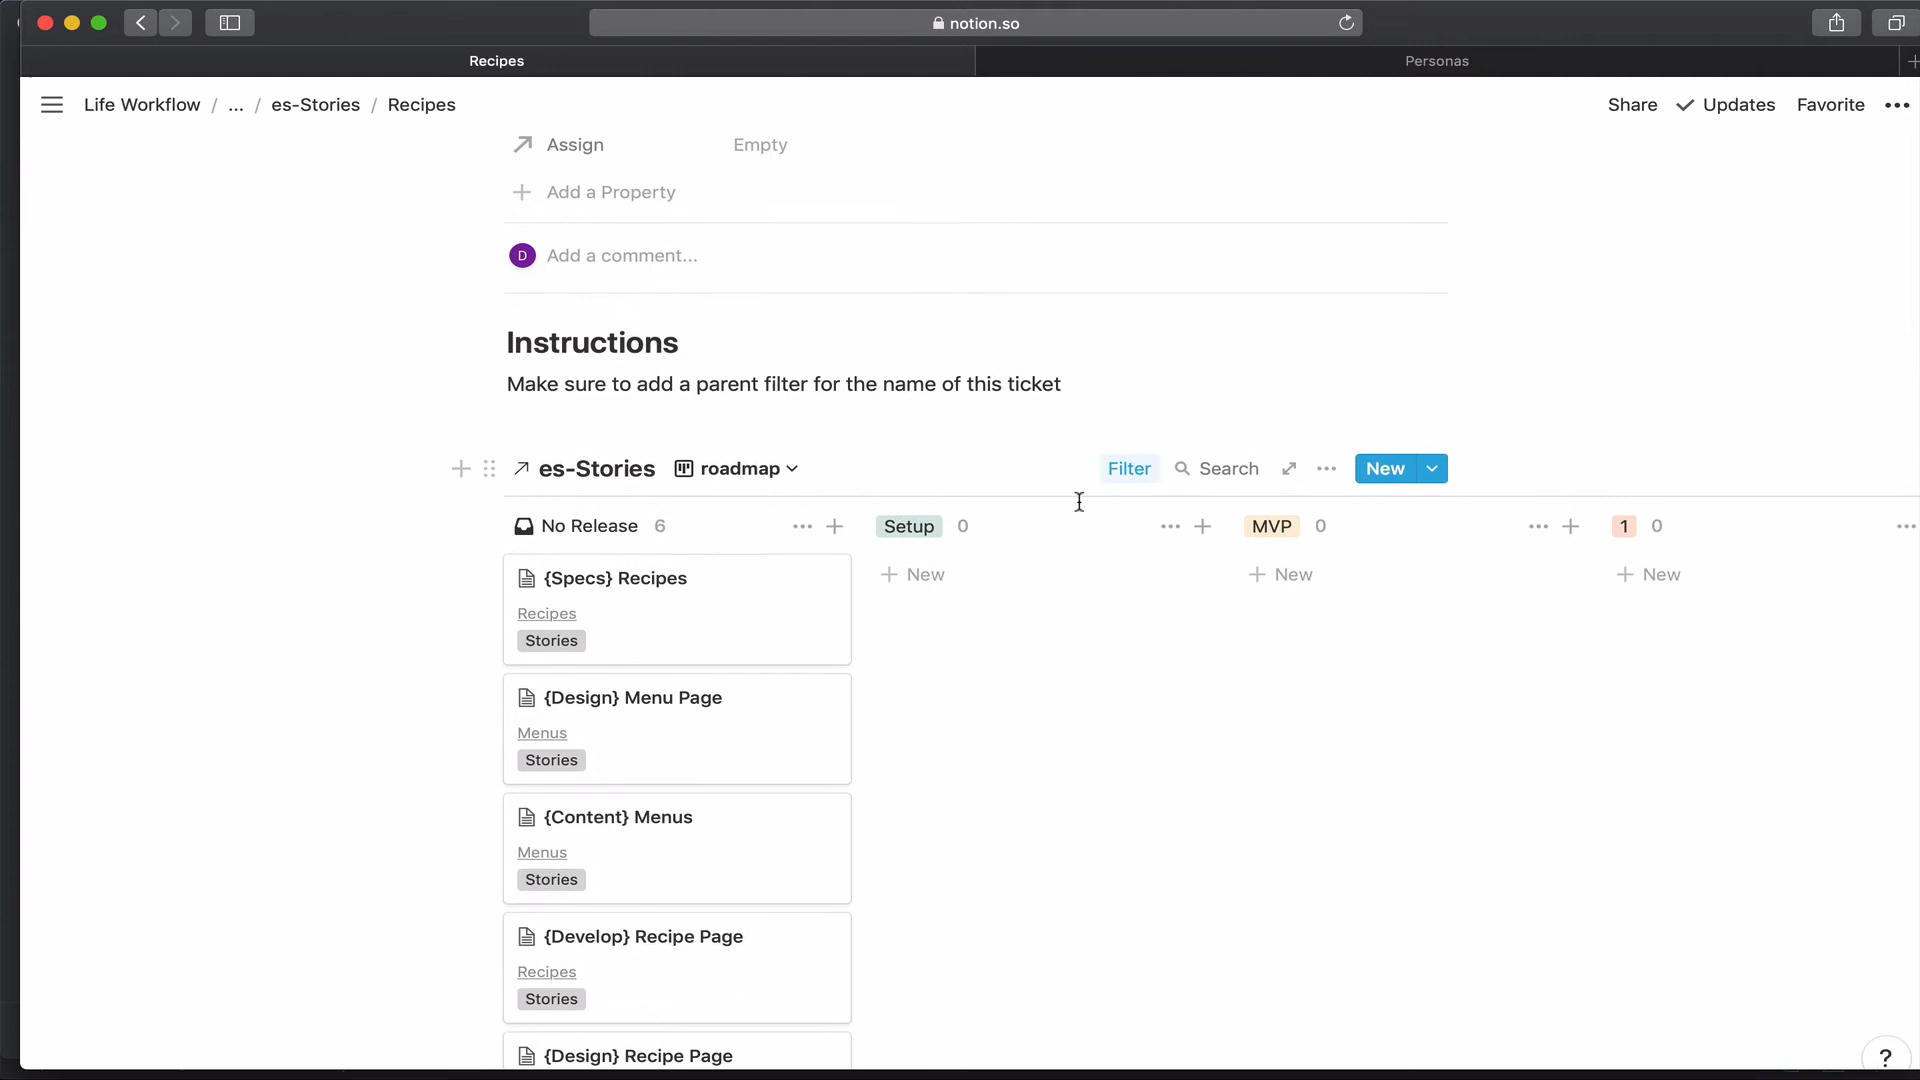 notion.so
Recipes
Personas
Life Workflow / ... / es-Stories / Recipes
Share Updates Favorite
Assign Empty
Add a Property
D Add a comment...
Instructions
Make sure to add a parent filter for the name of this ticket
es-Stories roadmap Filter Search New
No Release 6 Setup 0 MVP 0 1 0
{Specs} Recipes
Recipes
Stories
New New New
{Design} Menu Page
Menus
Stories
{Content} Menus
Menus
Stories
{Develop} Recipe Page
Recipes
Stories
{Design} Recipe Page
?